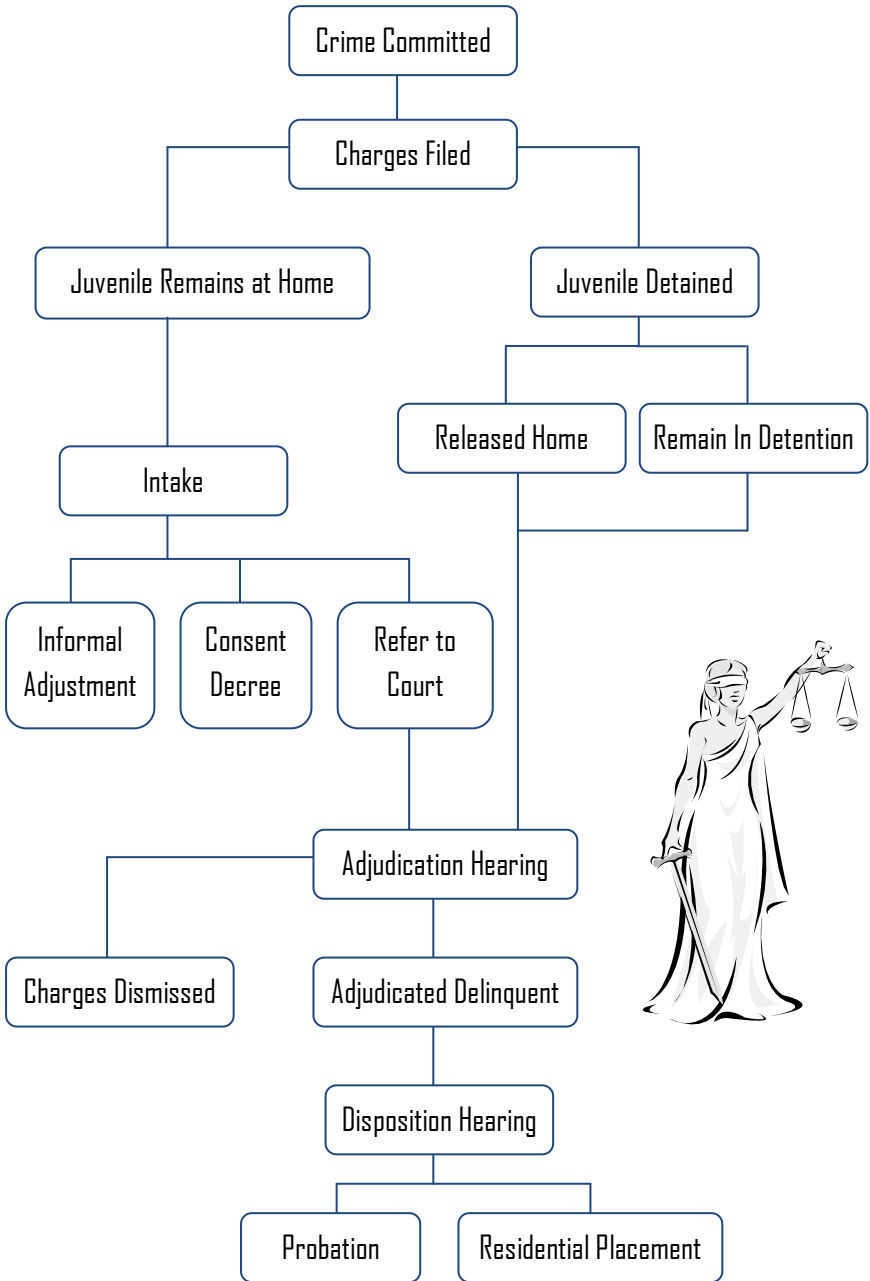 Crime Committed
Charges Filed
Juvenile Remains at Home
Juvenile Detained
Released Home
Remain In Detention
Intake
Informal
Adjustment
Consent
Decree
Refer to
Court
Adjudication Hearing
Charges Dismissed
Adjudicated Delinquent
Disposition Hearing
Probation
Residential Placement